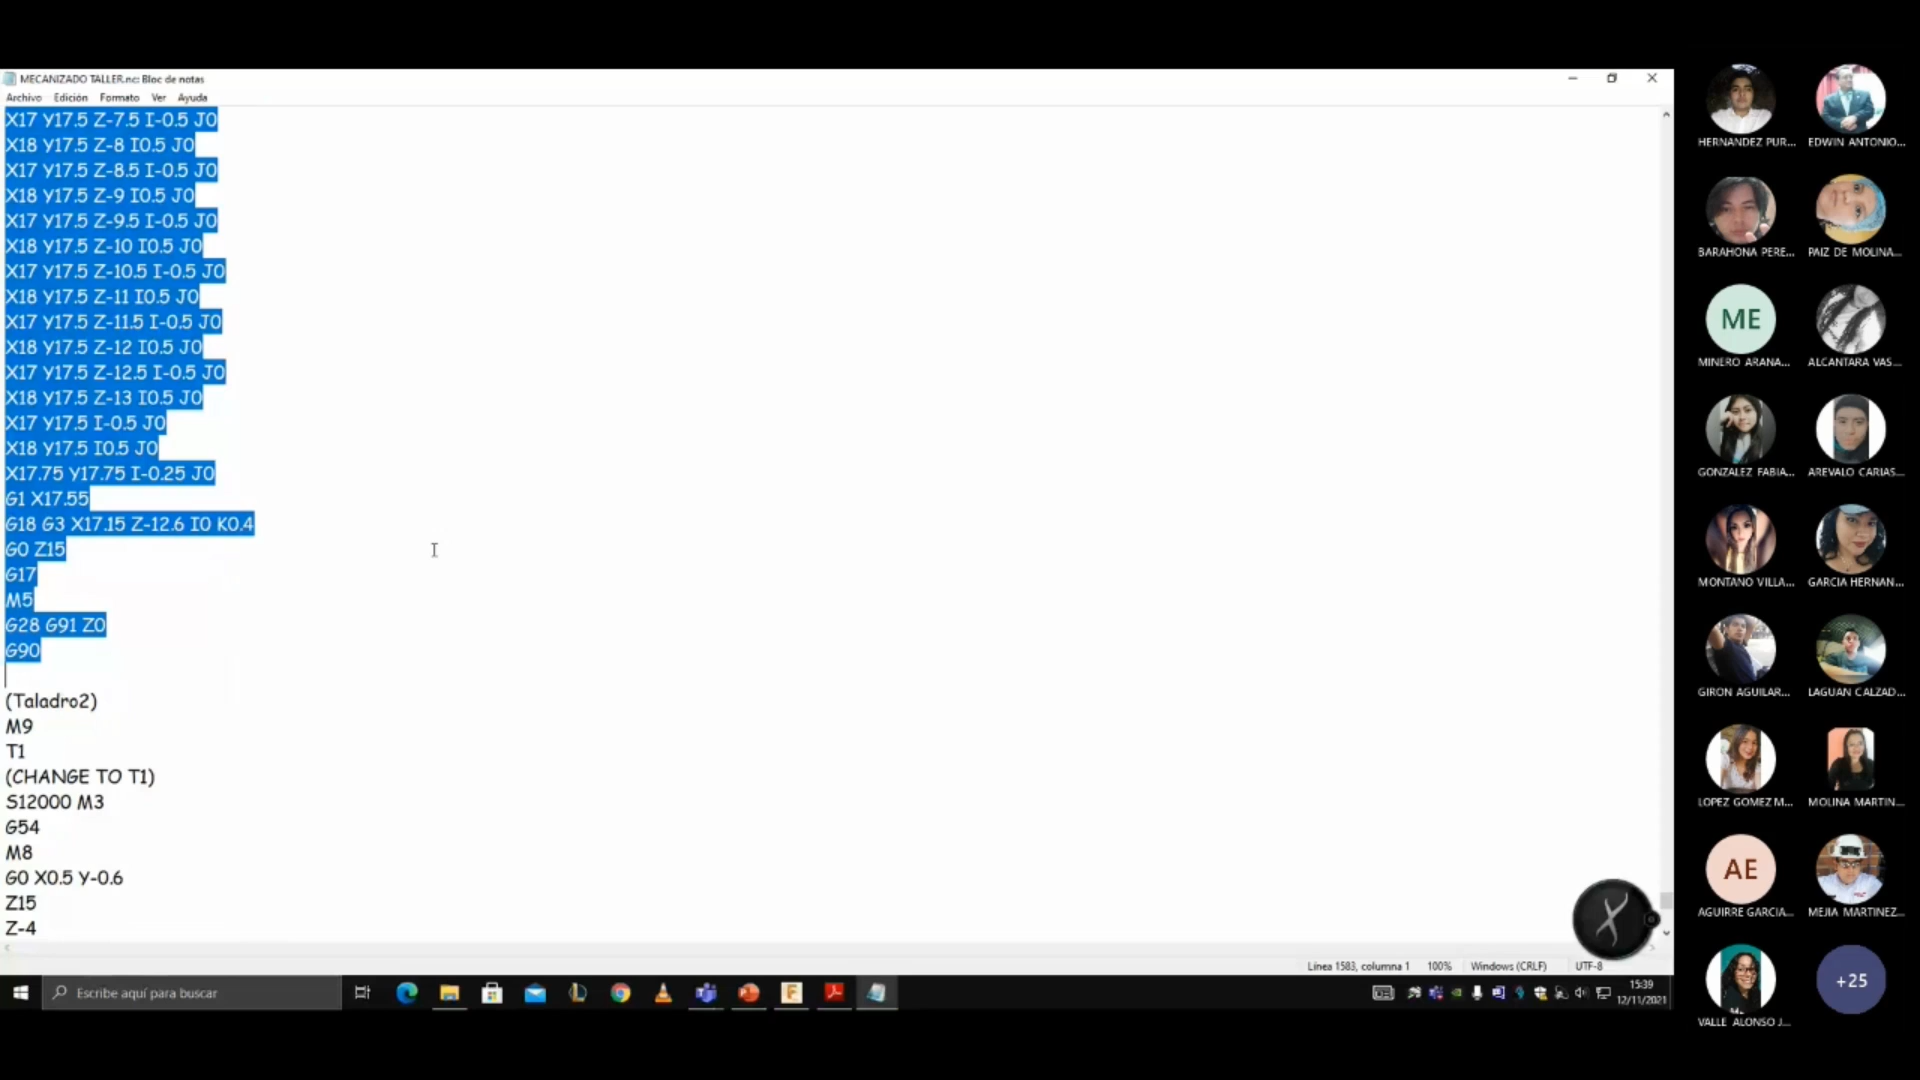 MECANIZADO TALLER.nc: Bloc de notas
Archivo Edición Formato Ver Ayuda
X17 Y17.5 Z-7.5 I-0.5 J0
X18 Y17.5 Z-8 I0.5 J0
X17 Y17.5 Z-8.5 I-0.5 J0
X18 Y17.5 Z-9 I0.5 J0
X17 Y17.5 Z-9.5 I-0.5 J0
X18 Y17.5 Z-10 I0.5 J0
X17 Y17.5 Z-10.5 I-0.5 J0
X18 Y17.5 Z-11 I0.5 J0
X17 Y17.5 Z-11.5 I-0.5 J0
X18 Y17.5 Z-12 I0.5 J0
X17 Y17.5 Z-12.5 I-0.5 J0
X18 Y17.5 Z-13 I0.5 J0
X17 Y17.5 I-0.5 J0
X18 Y17.5 I0.5 J0
X17.75 Y17.75 I-0.25 J0
G1 X17.55
G18 G3 X17.15 Z-12.6 I0 K0.4
G0 Z15
G17
M5
G28 G91 Z0
G90
(Taladro2)
M9
T1
(CHANGE TO T1)
S12000 M3
G54
M8
G0 X0.5 Y-0.6
Z15
Z-4
Línea 1583, columna 1 100% Windows (CRLF) UTF-8
Escribe aquí para buscar
15:39
12/11/2021
HERNANDEZ PUR... EDWIN ANTONIO...
BARAHONA PERE... PAIZ DE MOLINA...
ME
MINERO ARANA... ALCANTARA VAS...
GONZALEZ FABIA... AREVALO CARIAS...
MONTANO VILLA... GARCIA HERNAN...
GIRON AGUILAR... LAGUAN CALZAD...
LOPEZ GOMEZ M... MOLINA MARTIN...
AE
AGUIRRE GARCIA... MEJIA MARTINEZ...
+25
VALLE ALONSO J...